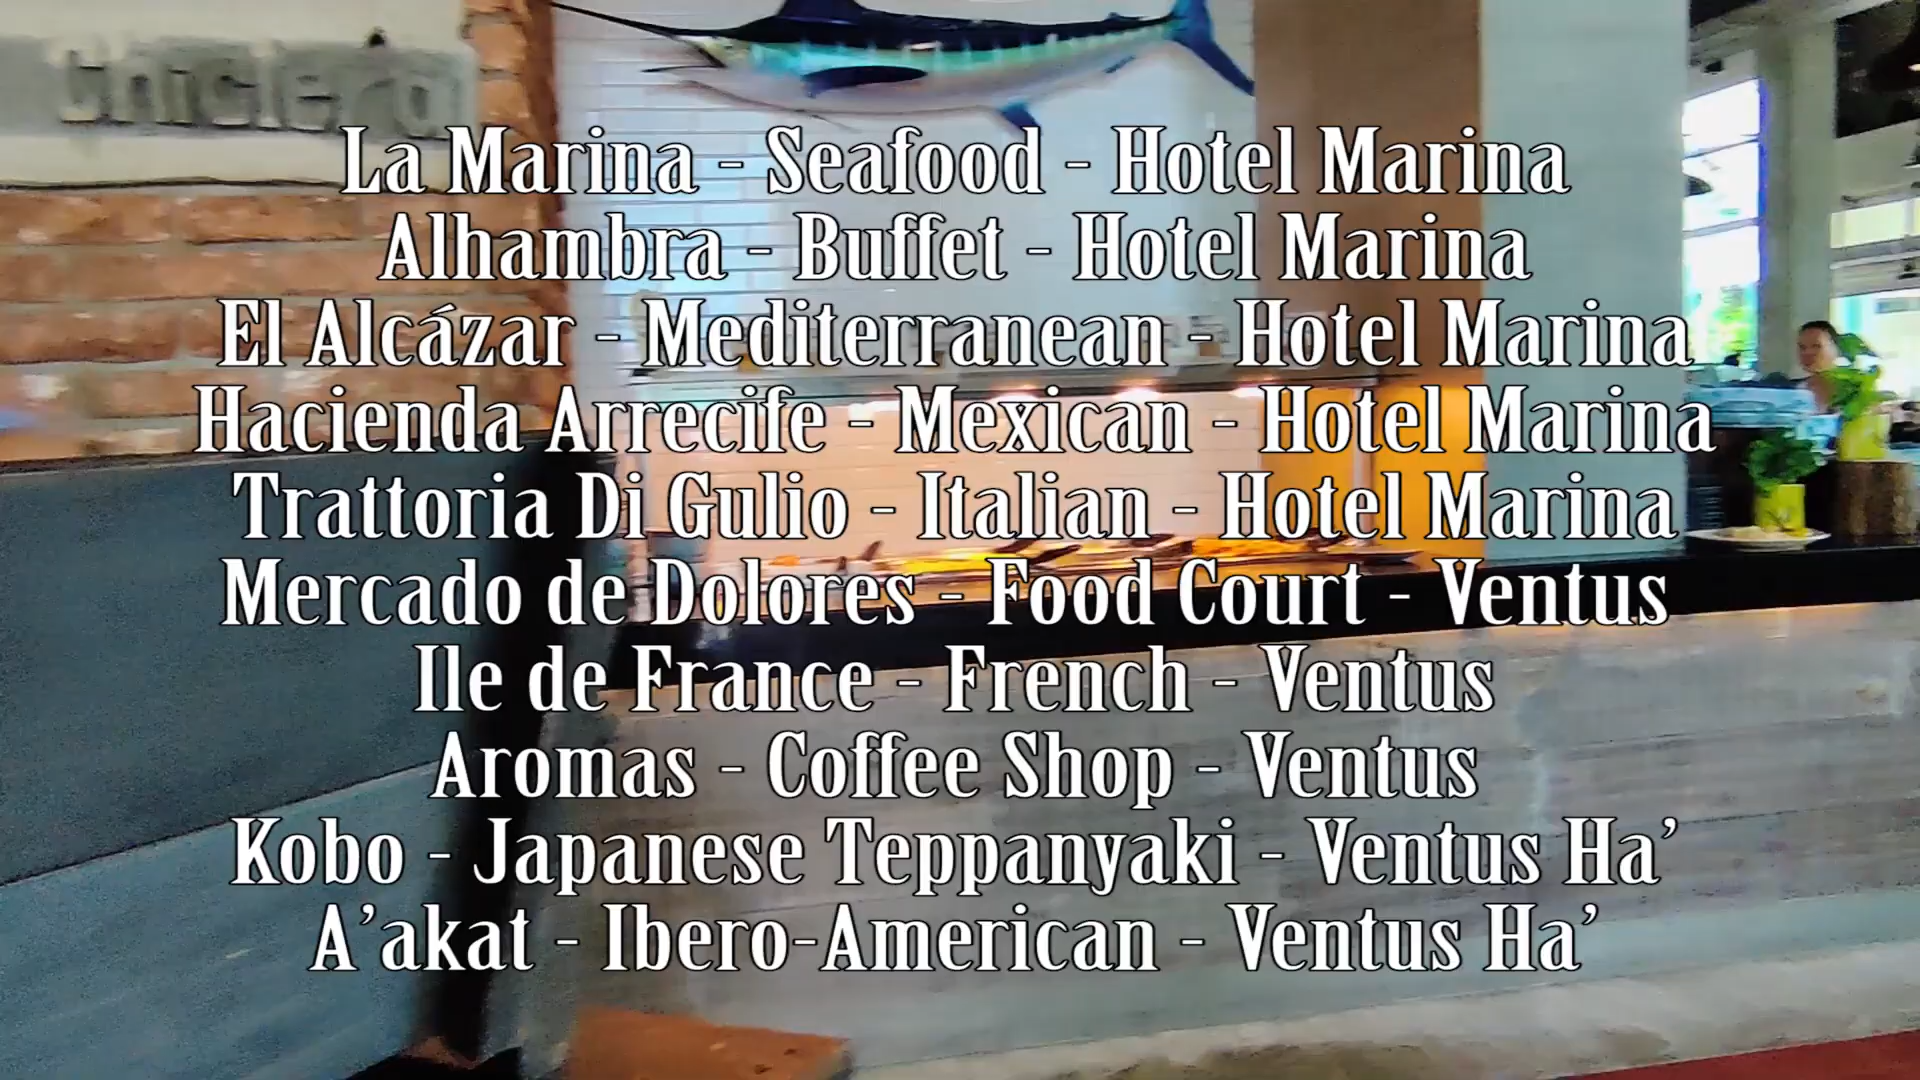 La Marina - Seafood - Hotel Marina
Alhambra - Buffet - Hotel Marina
El Alcázar - Mediterranean - Hotel Marina
Hacienda Arrecife - Mexican - Hotel Marina
Trattoria Di Gulio - Italian - Hotel Marina
Mercado de Dolores - Food Court - Ventus
Ile de France - French - Ventus
Aromas - Coffee Shop - Ventus
Kobo - Japanese Teppanyaki - Ventus Ha’
A’akat - Ibero-American - Ventus Ha’